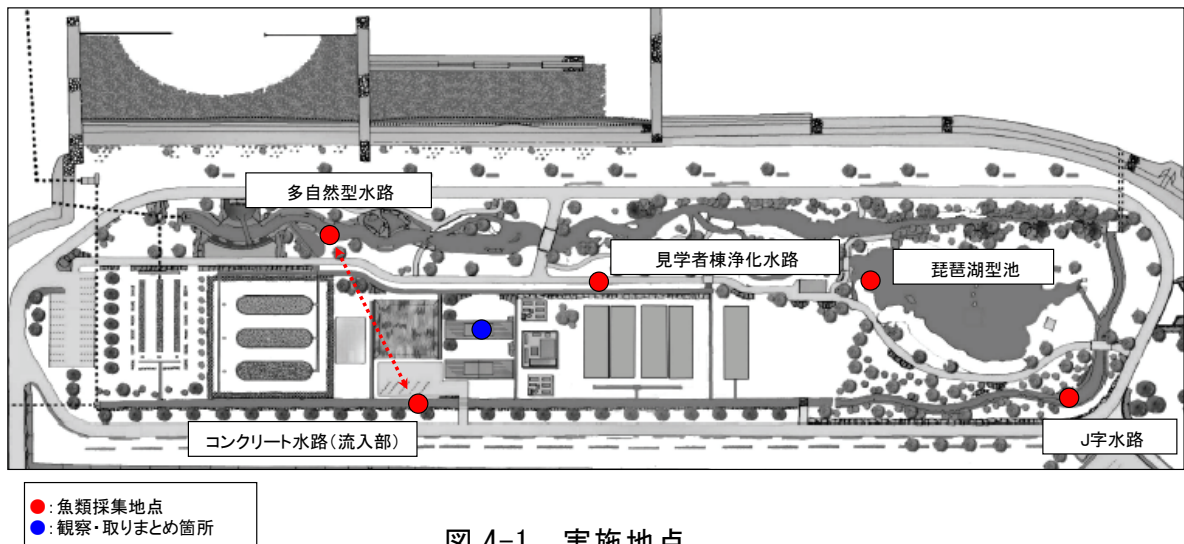 多自然型水路
見学者棟浄化水路
琵琶湖型池
コンクリート水路(流入部)
J字水路
●:魚類採集地点
●:観察・取りまとめ箇所
図 4-1 実施地点